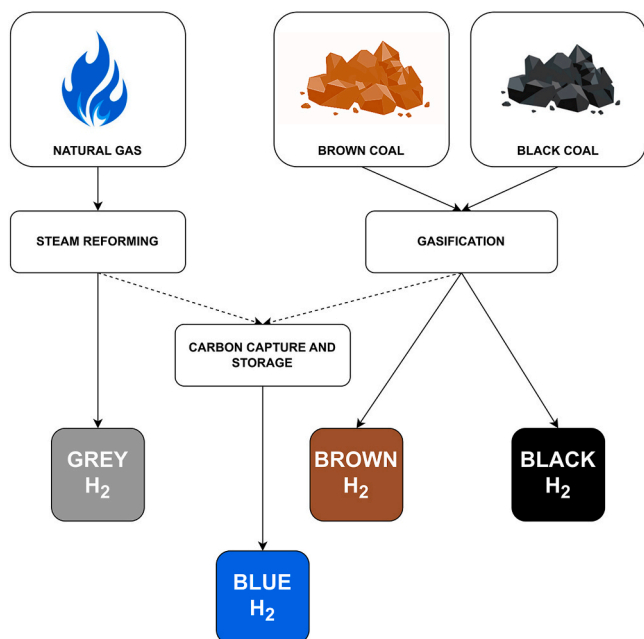 NATURAL GAS
BROWN COAL
BLACK COAL
STEAM REFORMING
GASIFICATION
CARBON CAPTURE AND
STORAGE
GREY
H₂
BROWN
H₂
BLACK
H₂
BLUE
H₂